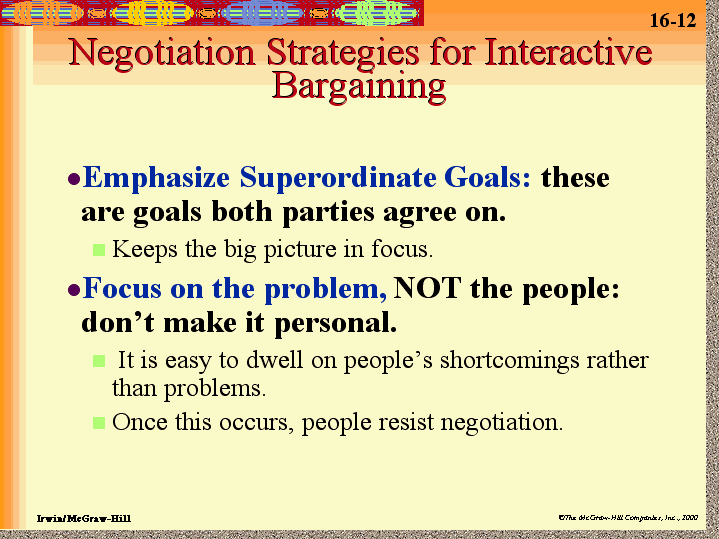 16-12
Negotiation Strategies for Interactive
Bargaining
Emphasize Superordinate Goals: these
are goals both parties agree on.
Keeps the big picture in focus.
Focus on the problem, NOT the people:
don't make it personal.
It is easy to dwell on people's shortcomings rather
than problems.
Once this occurs, people resist negotiation.
Irwin/McGraw-Hill
©The McGraw-Hill Companies, Inc., 2000